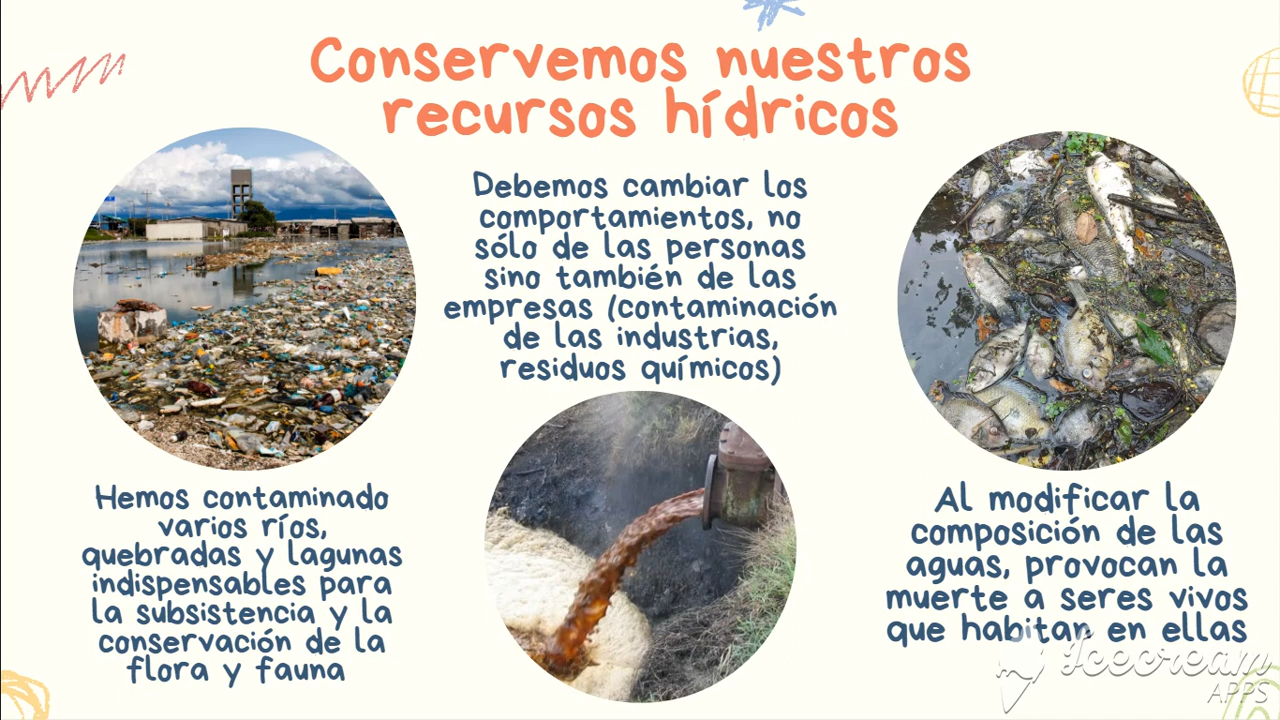 Conservemos nuestros
recursos hídricos
Debemos cambiar los
comportamientos, no
sólo de las personas
sino también de las
empresas (contaminación
de las industrias,
residuos químicos)
Hemos contaminado
varios ríos,
quebradas y lagunas
indispensables para
la subsistencia y la
conservación de la
flora y fauna
Al modificar la
composición de las
aguas, provocan la
muerte a seres vivos
que habitan en ellas
Icecream
APPS